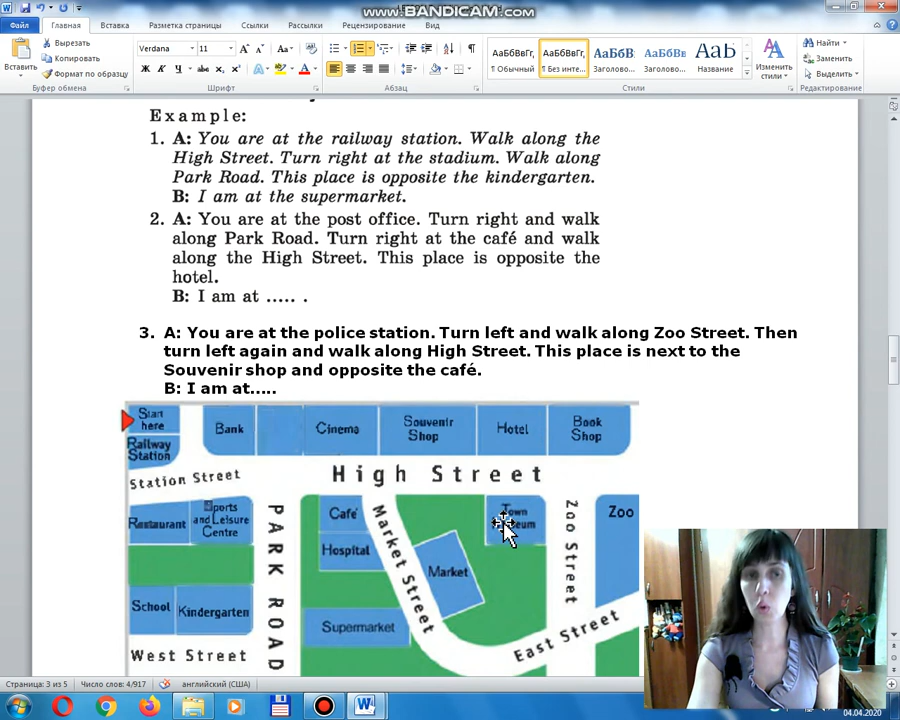 www.BANDICAM.com
Файл Главная Вставка Разметка страницы Ссылки Рассылки Рецензирование Вид
Вставить
Вырезать
Копировать
Формат по образцу
Буфер обмена
Verdana 11
Шрифт
Абзац
АаБбВвГг, АаБбВвГг, АаБбВ АаБбВв АаЬ
¶ Обычный ¶ Без инте... Заголово... Заголово... Название
Изменить стили
Стили
Найти
Заменить
Выделить
Редактирование
Example:
1. A: You are at the railway station. Walk along the
High Street. Turn right at the stadium. Walk along
Park Road. This place is opposite the kindergarten.
B: I am at the supermarket.
2. A: You are at the post office. Turn right and walk
along Park Road. Turn right at the café and walk
along the High Street. This place is opposite the
hotel.
B: I am at ..... .
3. A: You are at the police station. Turn left and walk along Zoo Street. Then
turn left again and walk along High Street. This place is next to the
Souvenir shop and opposite the café.
B: I am at.....
Start here
Railway Station
Bank
Cinema
Souvenir Shop
Hotel
Book Shop
Station Street
High Street
Restaurant
Sports and Leisure Centre
PARK ROAD
Café
Hospital
Market Street
Market
Town
Zoo Street
Zoo
School
Kindergarten
Supermarket
East Street
West Street
Страница: 3 из 5 Число слов: 4/917 английский (США)
04.04.2020